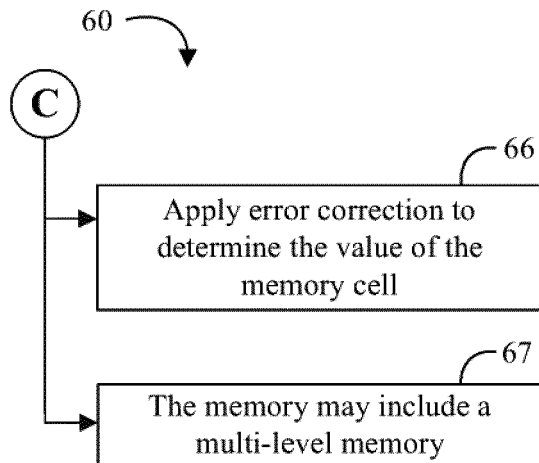 60
C
66
Apply error correction to
determine the value of the
memory cell
67
The memory may include a
multi-level memory